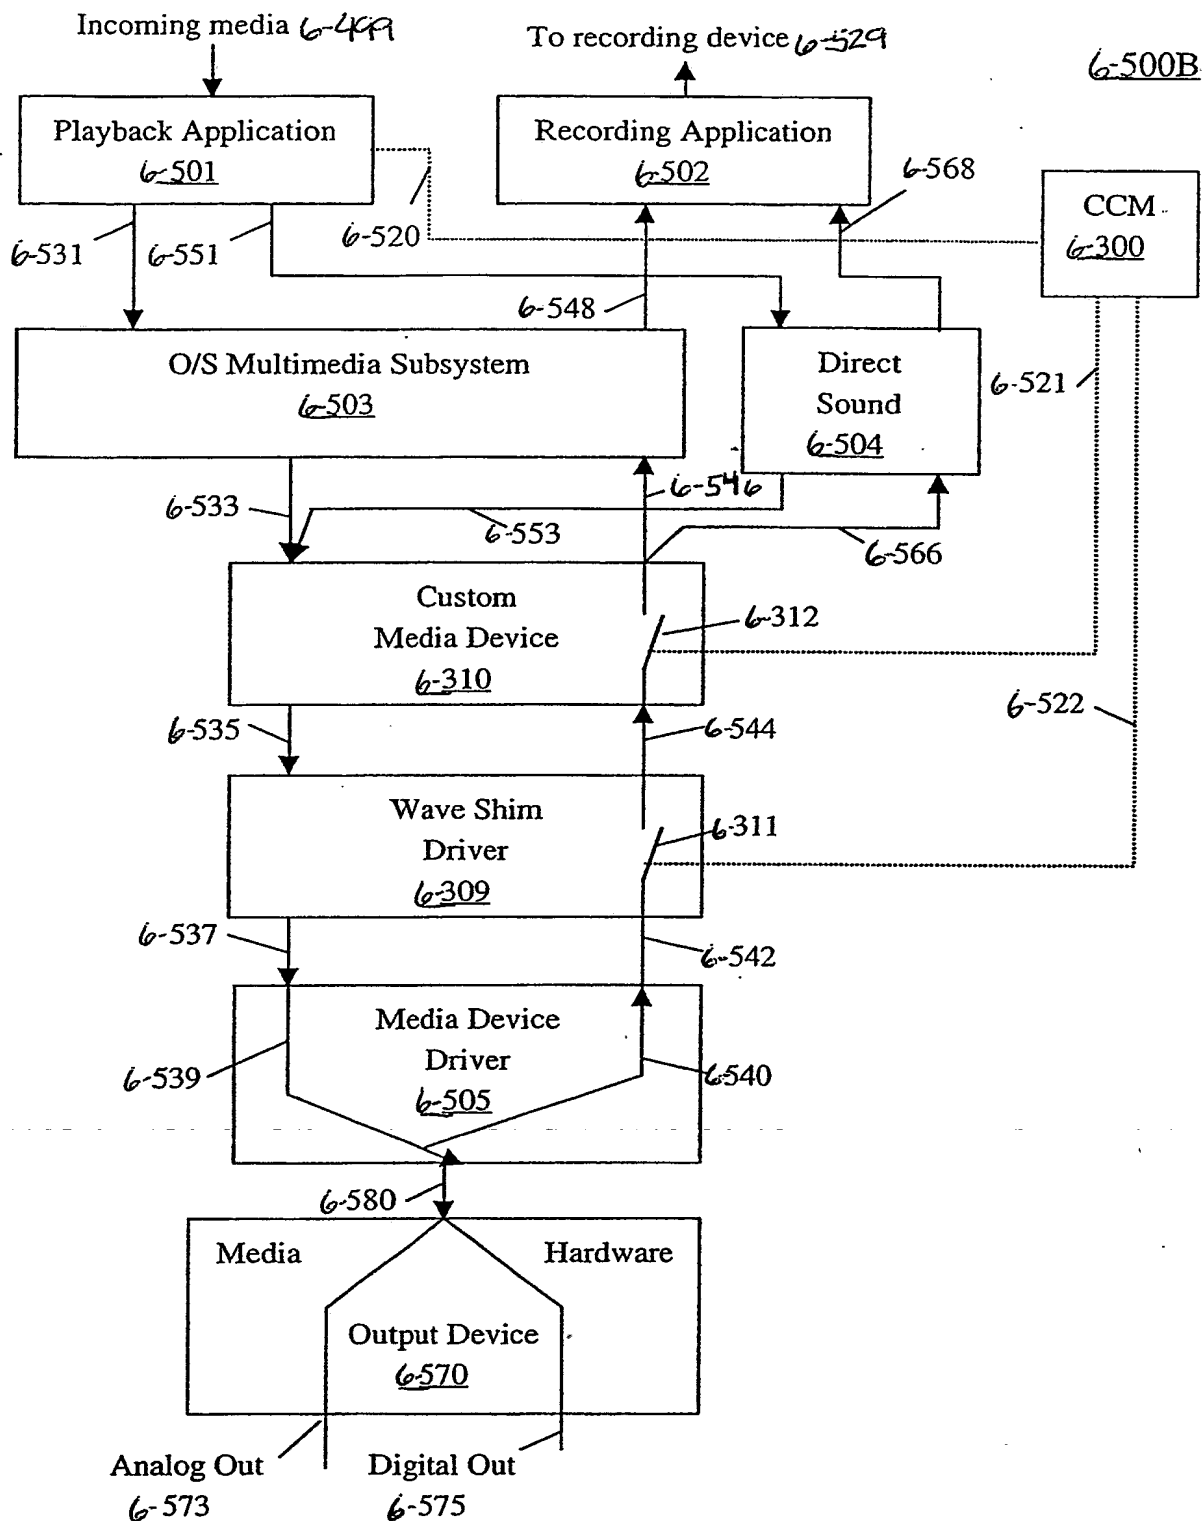 Incoming media 6-499
To recording device 6-529
6-500B
Playback Application
6-501
Recording Application
6-502
6-568
CCM
6-300
6-531
6-551
6-520
6-548
O/S Multimedia Subsystem
6-503
Direct
Sound
6-504
6-521
6-546
6-533
6-553
6-566
Custom
Media Device
6-310
6-312
6-522
6-535
6-544
Wave Shim
Driver
6-309
6-311
6-537
6-542
Media Device
Driver
6-505
6-539
6-540
6-580
Media
Hardware
Output Device
6-570
Analog Out
6-573
Digital Out
6-575